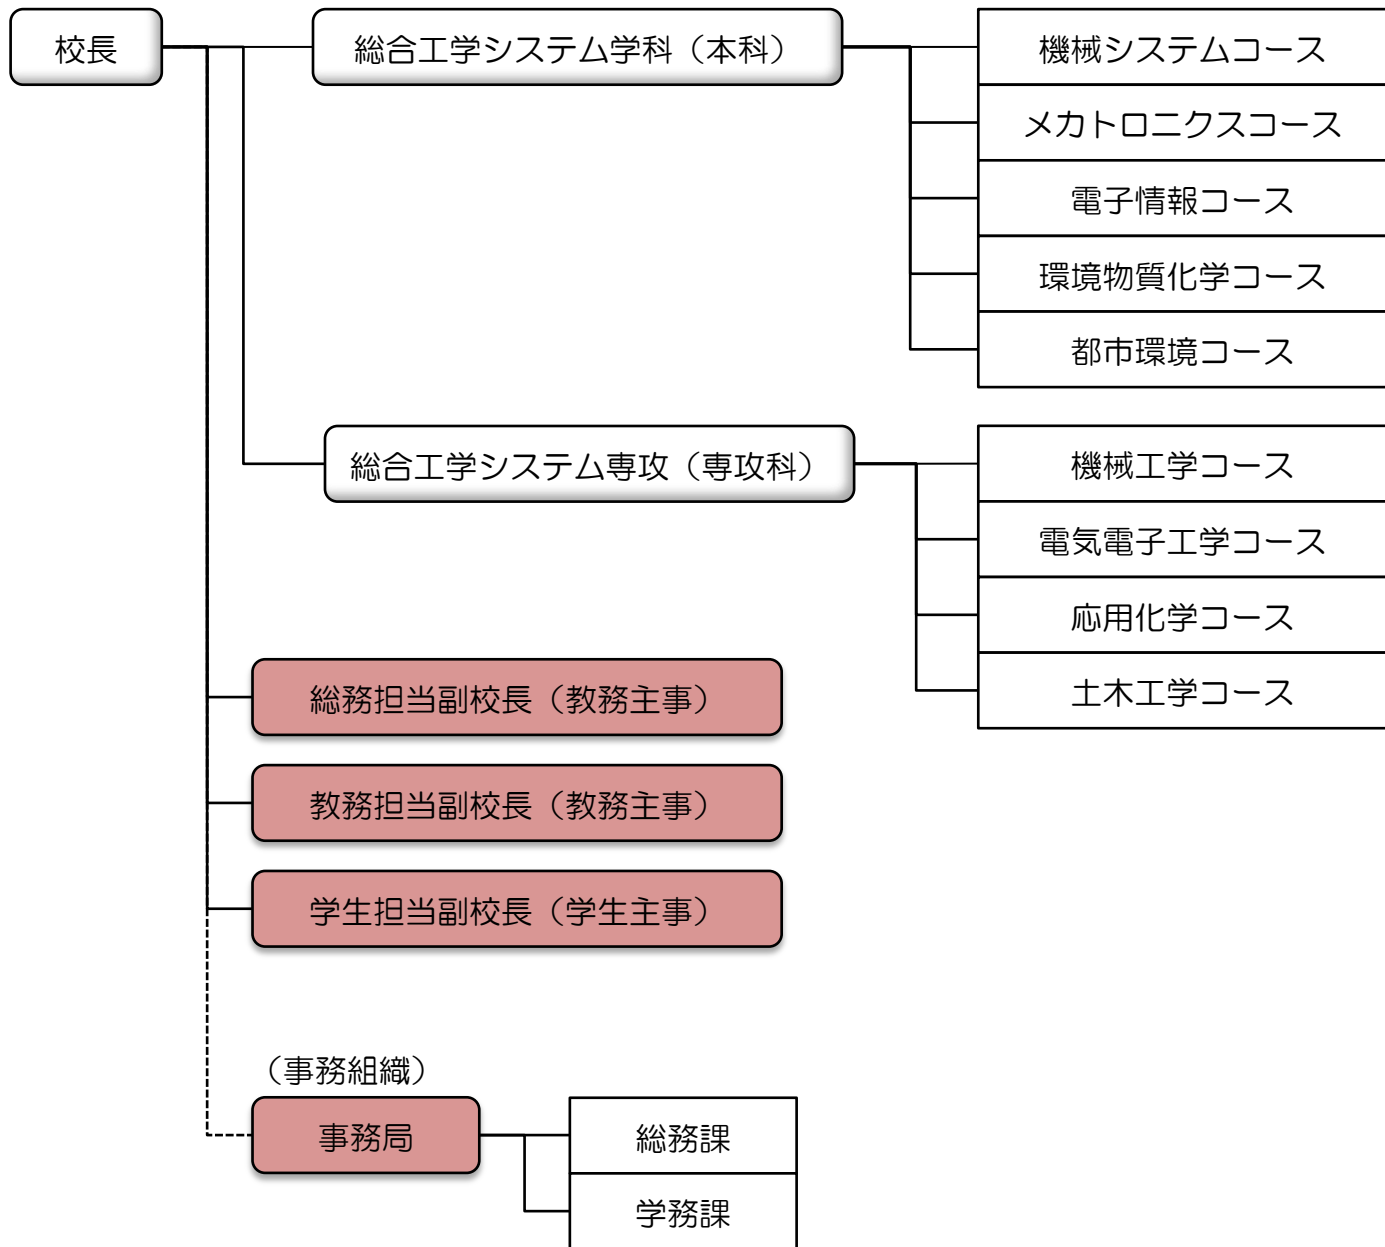 校長
総合工学システム学科（本科）
機械システムコース
メカトロニクスコース
電子情報コース
環境物質化学コース
都市環境コース
総合工学システム専攻（専攻科）
機械工学コース
電気電子工学コース
応用化学コース
土木工学コース
総務担当副校長（教務主事）
教務担当副校長（教務主事）
学生担当副校長（学生主事）
（事務組織）
事務局
総務課
学務課